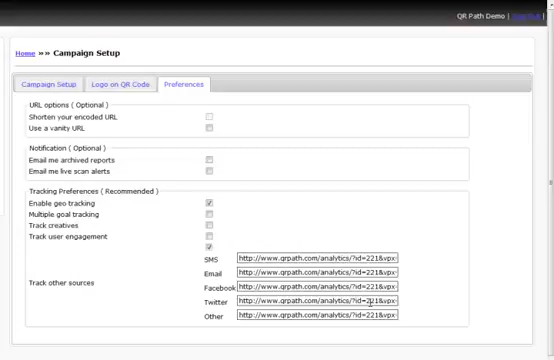 QR Path Demo |
Home »» Campaign Setup
Campaign Setup Logo on QR Code Preferences
URL options ( Optional )
Shorten your encoded URL
Use a vanity URL
Notification ( Optional )
Email me archived reports
Email me live scan alerts
Tracking Preferences ( Recommended )
Enable geo tracking
Multiple goal tracking
Track creatives
Track user engagement
Track other sources
SMS http://www.qrpath.com/analytics/?id=221&vpx-
Email http://www.qrpath.com/analytics/?id=221&vpx-
Facebook http://www.qrpath.com/analytics/?id=221&vpx-
Twitter http://www.qrpath.com/analytics/?id=221&vpx-
Other http://www.qrpath.com/analytics/?id=221&vpx-